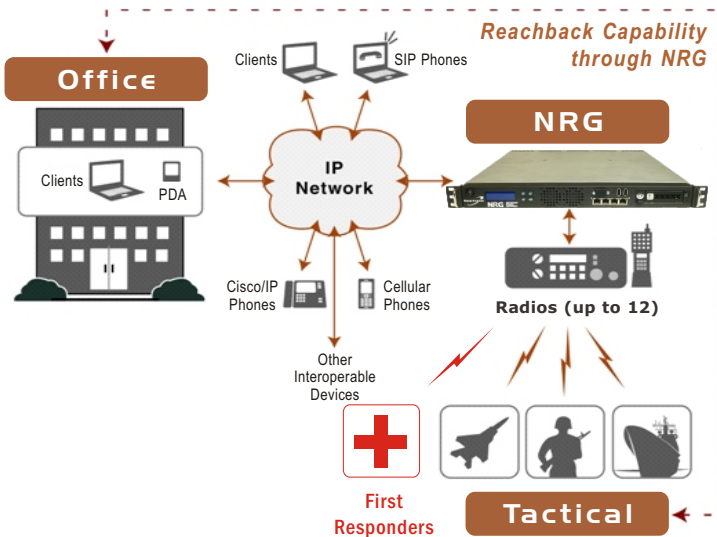 Reachback Capability
through NRG
Office
Clients
SIP Phones
NRG
Clients
PDA
IP
Network
NRG
Cisco/IP
Phones
Cellular
Phones
Radios (up to 12)
Other
Interoperable
Devices
First
Responders
Tactical